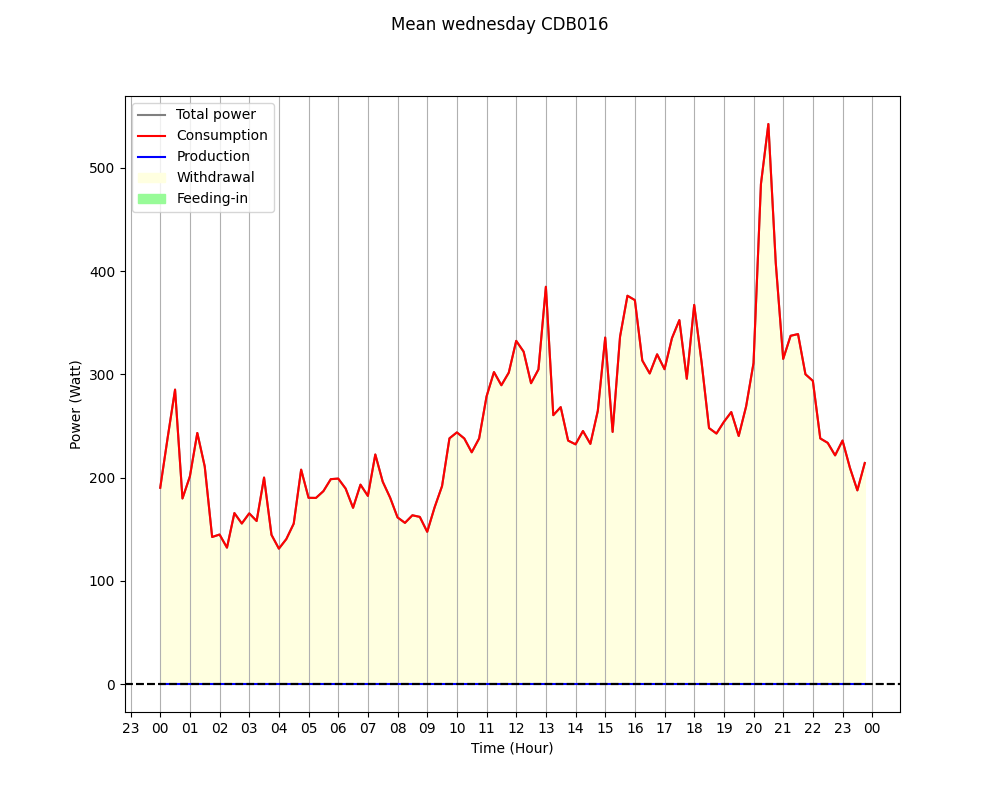 Mean wednesday CDB016
Total power
Consumption
Production
Withdrawal
Feeding-in
Power (Watt)
500
400
300
200
100
0
23 00 01 02 03 04 05 06 07 08 09 10 11 12 13 14 15 16 17 18 19 20 21 22 23 00
Time (Hour)